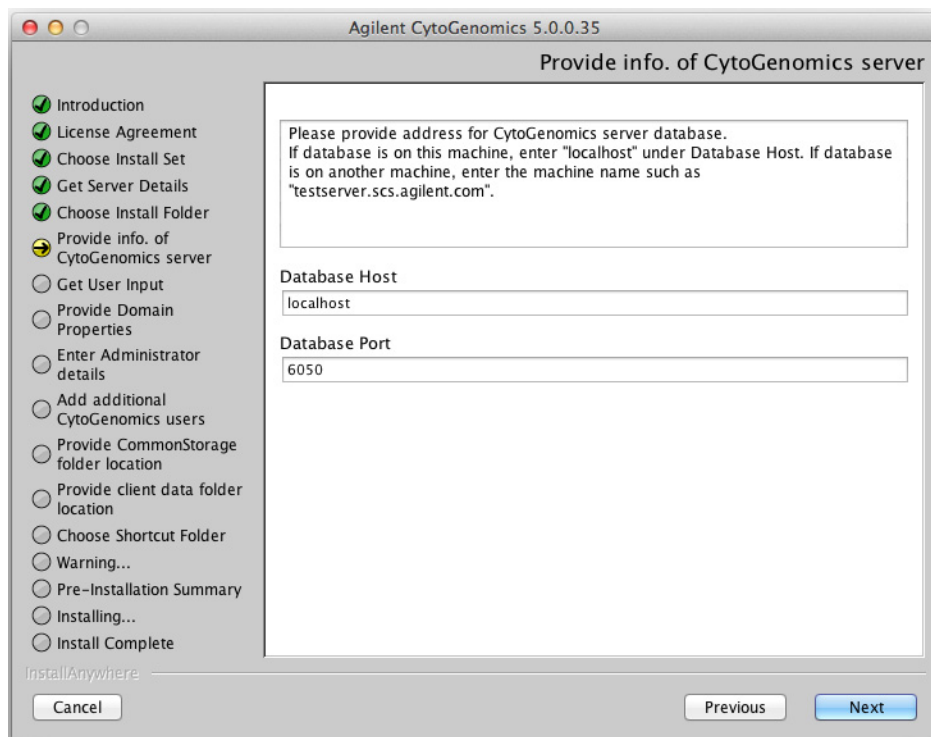 Agilent CytoGenomics 5.0.0.35
Provide info. of CytoGenomics server
Introduction
License Agreement
Choose Install Set
Get Server Details
Choose Install Folder
Provide info. of
CytoGenomics server
Get User Input
Provide Domain
Properties
Enter Administrator
details
Add additional
CytoGenomics users
Provide CommonStorage
folder location
Provide client data folder
location
Choose Shortcut Folder
Warning...
Pre-Installation Summary
Installing...
Install Complete
Please provide address for CytoGenomics server database.
If database is on this machine, enter "localhost" under Database Host. If database
is on another machine, enter the machine name such as
"testserver.scs.agilent.com".
Database Host
localhost
Database Port
6050
InstallAnywhere
Cancel
Previous
Next